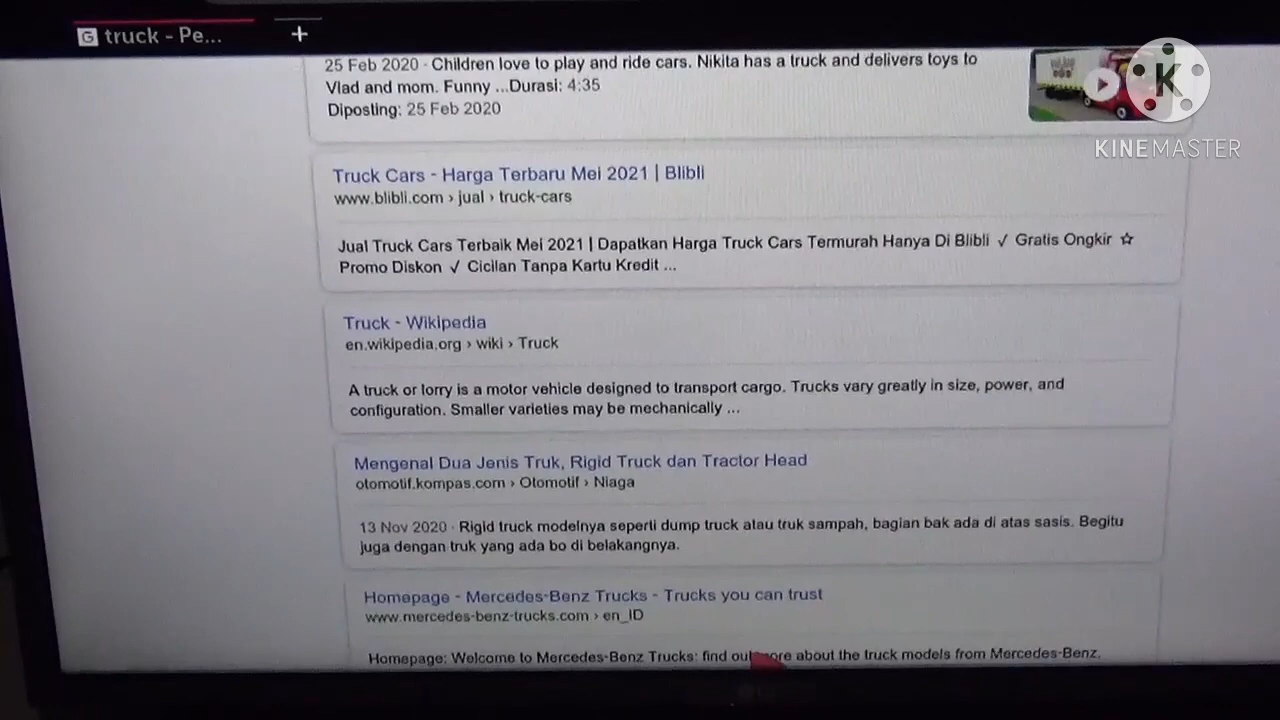 truck - Pe...
+
25 Feb 2020 · Children love to play and ride cars. Nikita has a truck and delivers toys to
Vlad and mom. Funny ...Durasi: 4:35
Diposting: 25 Feb 2020
K
KINEMASTER
Truck Cars - Harga Terbaru Mei 2021 | Blibli
www.blibli.com › jual › truck-cars
Jual Truck Cars Terbaik Mei 2021 | Dapatkan Harga Truck Cars Termurah Hanya Di Blibli √ Gratis Ongkir ☆
Promo Diskon √ Cicilan Tanpa Kartu Kredit ...
Truck - Wikipedia
en.wikipedia.org › wiki › Truck
A truck or lorry is a motor vehicle designed to transport cargo. Trucks vary greatly in size, power, and
configuration. Smaller varieties may be mechanically ...
Mengenal Dua Jenis Truk, Rigid Truck dan Tractor Head
otomotif.kompas.com › Otomotif › Niaga
13 Nov 2020 · Rigid truck modelnya seperti dump truck atau truk sampah, bagian bak ada di atas sasis. Begitu
juga dengan truk yang ada bo di belakangnya.
Homepage - Mercedes-Benz Trucks - Trucks you can trust
www.mercedes-benz-trucks.com › en_ID
Homepage: Welcome to Mercedes-Benz Trucks: find out more about the truck models from Mercedes-Benz.